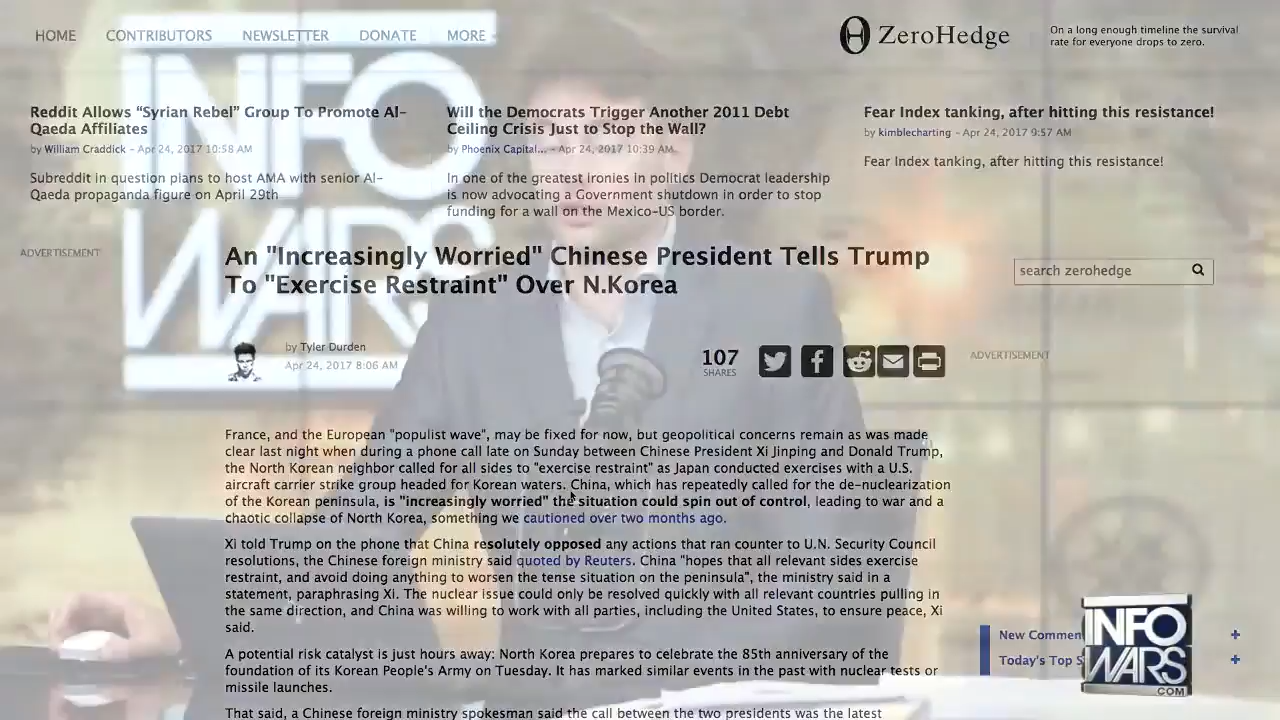 HOME CONTRIBUTORS NEWSLETTER DONATE MORE
ZeroHedge
On a long enough timeline the survival
rate for everyone drops to zero.
Reddit Allows “Syrian Rebel” Group To Promote Al-
Qaeda Affiliates
by William Craddick - Apr 24, 2017 10:58 AM
Subreddit in question plans to host AMA with senior Al-
Qaeda propaganda figure on April 29th
Will the Democrats Trigger Another 2011 Debt
Ceiling Crisis Just to Stop the Wall?
by Phoenix Capital... - Apr 24, 2017 10:39 AM
In one of the greatest ironies in politics Democrat leadership
is now advocating a Government shutdown in order to stop
funding for a wall on the Mexico-US border.
Fear Index tanking, after hitting this resistance!
by kimblecharting - Apr 24, 2017 9:57 AM
Fear Index tanking, after hitting this resistance!
INFO
WARS
ADVERTISEMENT
An "Increasingly Worried" Chinese President Tells Trump
To "Exercise Restraint" Over N.Korea
search zerohedge
by Tyler Durden
Apr 24, 2017 8:06 AM
107
SHARES
ADVERTISEMENT
France, and the European "populist wave", may be fixed for now, but geopolitical concerns remain as was made
clear last night when during a phone call late on Sunday between Chinese President Xi Jinping and Donald Trump,
the North Korean neighbor called for all sides to "exercise restraint" as Japan conducted exercises with a U.S.
aircraft carrier strike group headed for Korean waters. China, which has repeatedly called for the de-nuclearization
of the Korean peninsula, is "increasingly worried" the situation could spin out of control, leading to war and a
chaotic collapse of North Korea, something we cautioned over two months ago.
Xi told Trump on the phone that China resolutely opposed any actions that ran counter to U.N. Security Council
resolutions, the Chinese foreign ministry said quoted by Reuters. China "hopes that all relevant sides exercise
restraint, and avoid doing anything to worsen the tense situation on the peninsula", the ministry said in a
statement, paraphrasing Xi. The nuclear issue could only be resolved quickly with all relevant countries pulling in
the same direction, and China was willing to work with all parties, including the United States, to ensure peace, Xi
said.
A potential risk catalyst is just hours away: North Korea prepares to celebrate the 85th anniversary of the
foundation of its Korean People's Army on Tuesday. It has marked similar events in the past with nuclear tests or
missile launches.
That said, a Chinese foreign ministry spokesman said the call between the two presidents was the latest
New Commen
Today's Top S
INFO
WARS
.COM